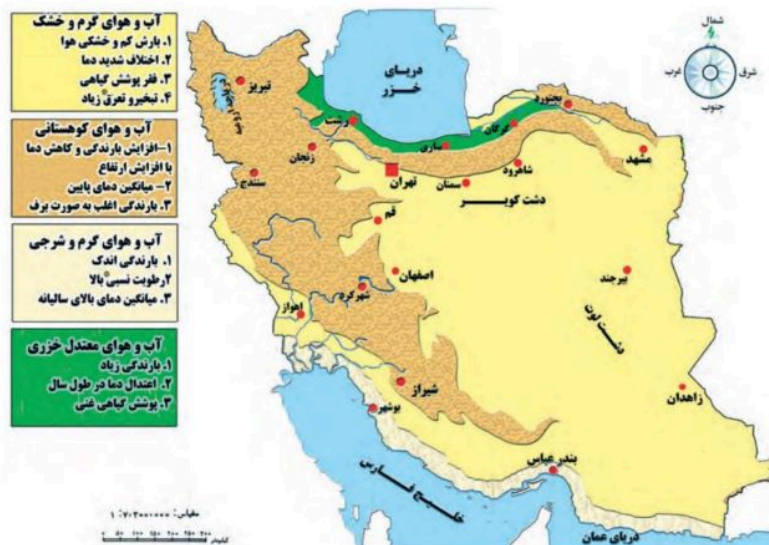 آب و هوای گرم و خشک
۱. بارش کم و خشکی هوا
۲. اختلاف شدید دما
۳. فقر پوشش گیاهی
۴. تبخیر و تعرق زیاد
آب و هوای کوهستانی
۱-افزایش بارندگی و کاهش دما
با افزایش ارتفاع
۲- میانگین دمای پایین
۳. بارندگی اغلب به صورت برف
آب و هوای گرم و شرجی
۱. بارندگی اندک
۲. رطوبت نسبی بالا
۳. میانگین دمای بالای سالیانه
آب و هوای معتدل خزری
۱. بارندگی زیاد
۲. اعتدال دما در طول سال
۳. پوشش گیاهی غنی
شمال
شرق
غرب
جنوب
دریای
خزر
دریاچه ارومیه
تبریز
رشت
زنجان
سنندج
ساری
گرگان
بجنورد
مشهد
شاهرود
سمنان
تهران
دشت کویر
قم
اصفهان
بیرجند
شهرکرد
اهواز
دشت لوت
شیراز
زاهدان
بوشهر
بندر عباس
خلیج فارس
دریای عمان
کیلومتر